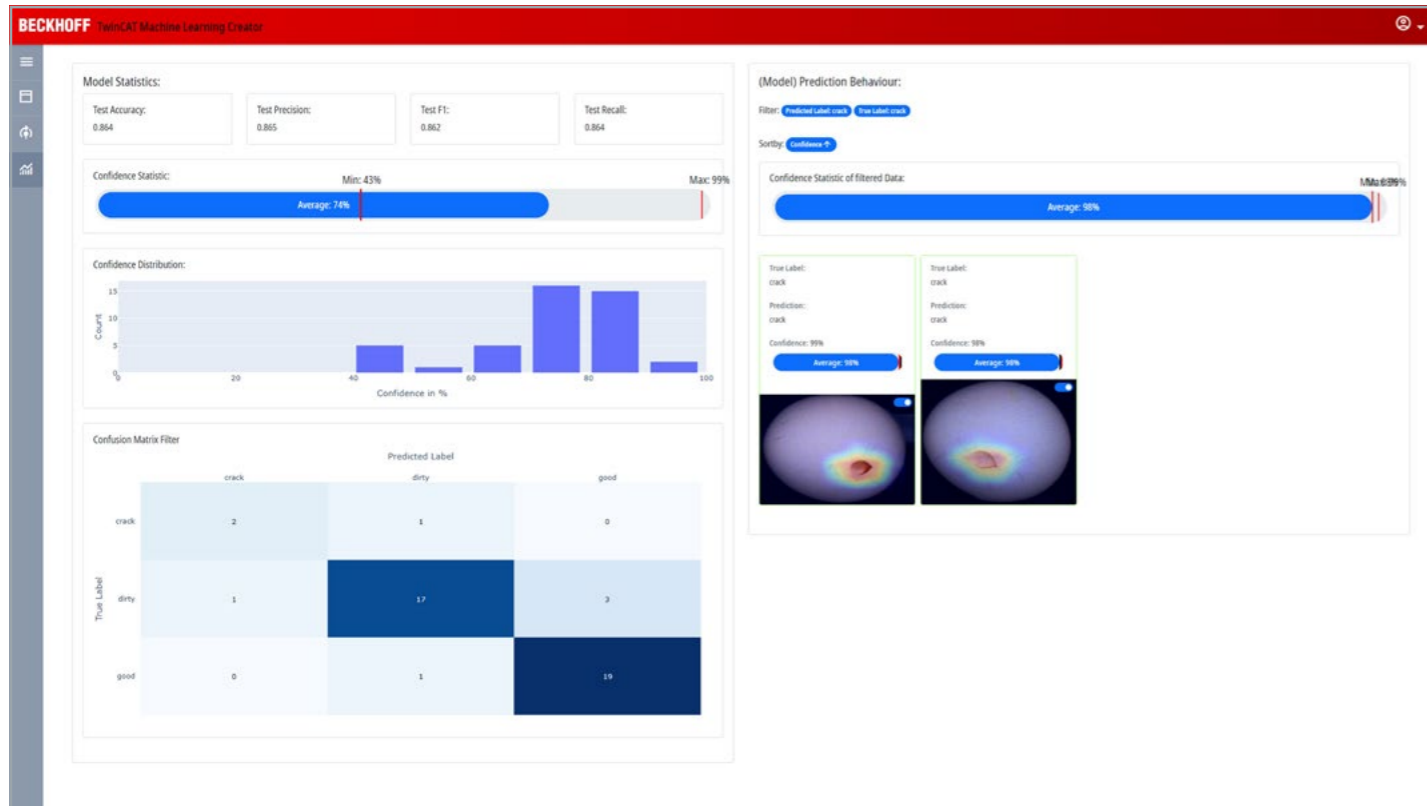 BECKHOFF TwinCAT Machine Learning Creator
Model Statistics:
Test Accuracy:
0.864
Test Precision:
0.865
Test F1:
0.862
Test Recall:
0.864
Confidence Statistic:
Min: 43%
Max: 99%
Average: 74%
Confidence Distribution:
15
10
5
0
Count
0 20 40 60 80 100
Confidence in %
Confusion Matrix Filter
Predicted Label
crack dirty good
True Label
crack 2 1 0
dirty 1 17 3
good 0 1 19
(Model) Prediction Behaviour:
Filter: Predicted Label: crack True Label: crack
Sortby: Confidence
Confidence Statistic of filtered Data:
Average: 98%
True Label:
crack
Prediction:
crack
Confidence: 99%
Average: 98%
True Label:
crack
Prediction:
crack
Confidence: 98%
Average: 98%